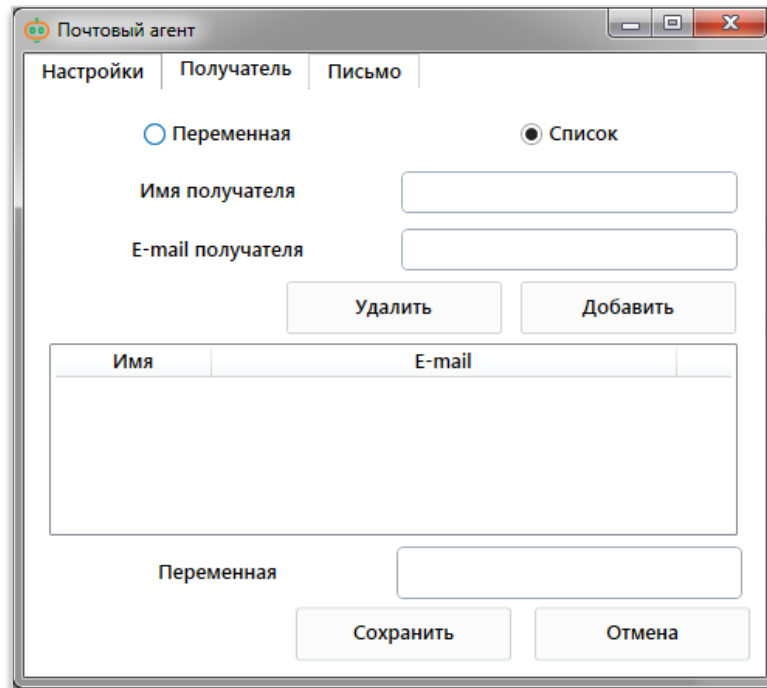 Почтовый агент
Настройки Получатель Письмо
Переменная Список
Имя получателя
E-mail получателя
Удалить Добавить
Имя E-mail
Переменная
Сохранить Отмена